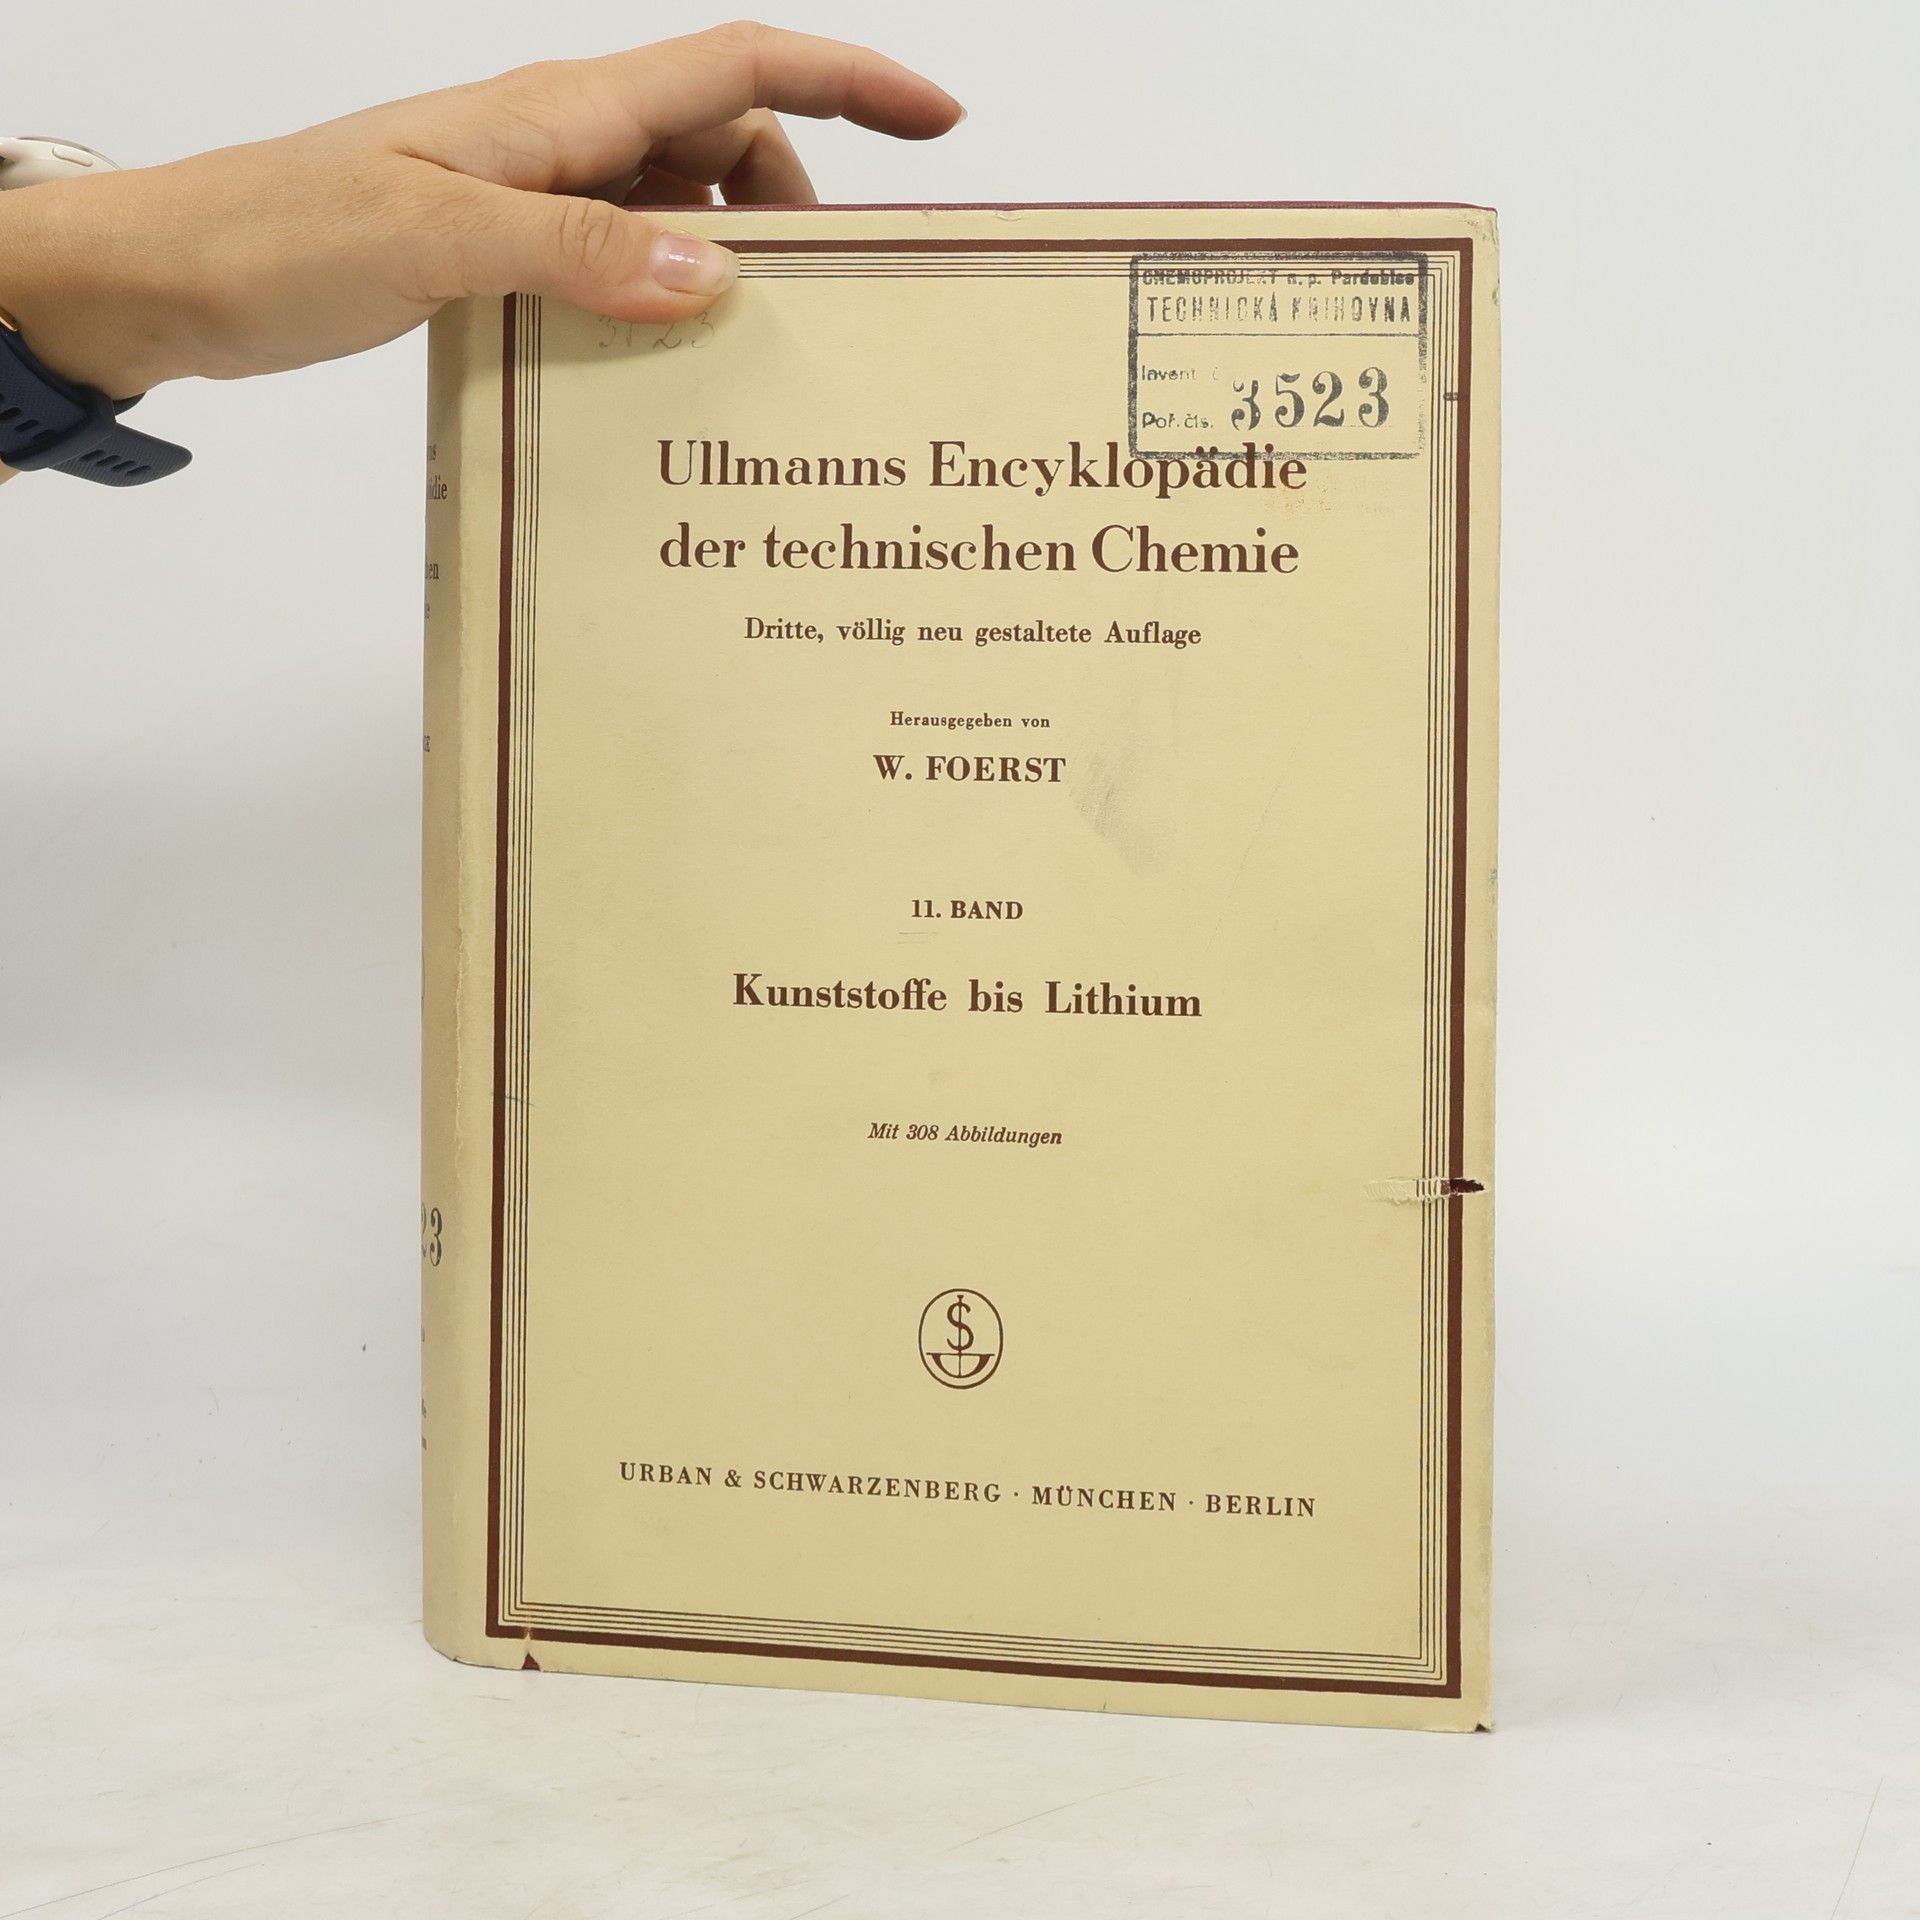 CHEMOPROJEKT n. p. Pardubice
TECHNICKÁ KNIHOVNA
Invent. č
Poř. čís. 3523
Ullmanns Encyklopädie
der technischen Chemie
Dritte, völlig neu gestaltete Auflage
Herausgegeben von
W. FOERST
11. BAND
Kunststoffe bis Lithium
Mit 308 Abbildungen
URBAN & SCHWARZENBERG · MÜNCHEN · BERLIN